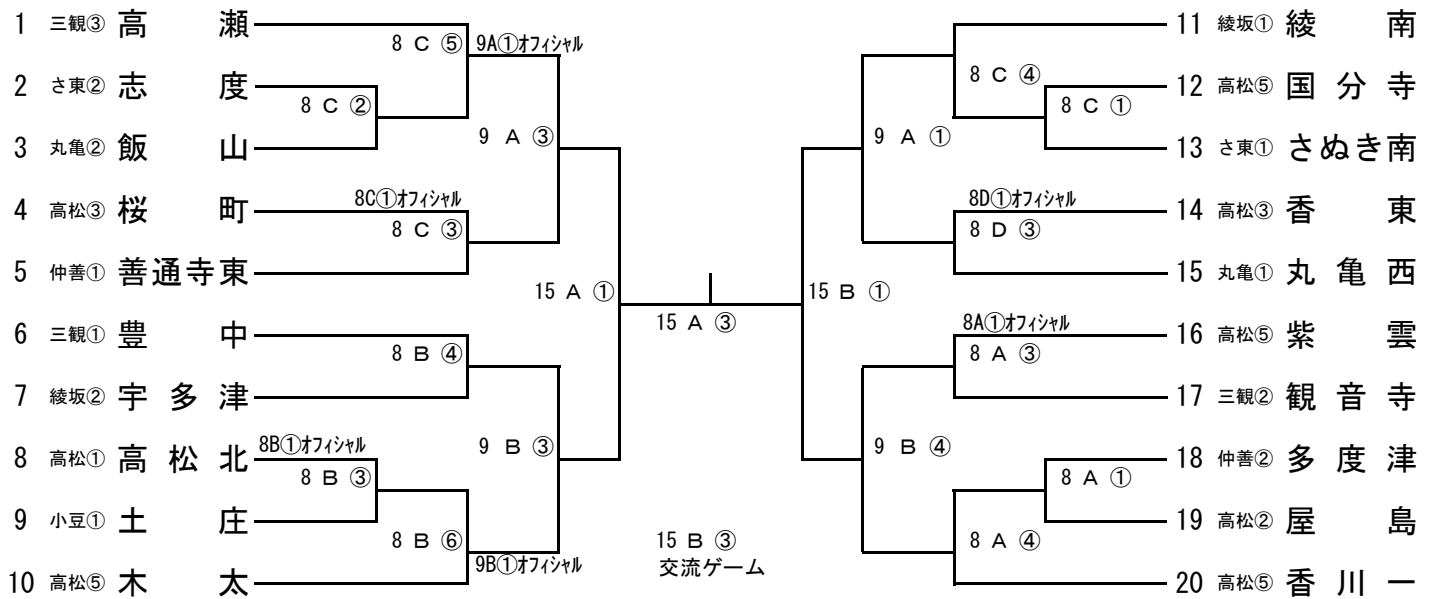 1 三観③ 高瀬
8 C ⑤
9A①オフィシャル
2 さ東② 志度
8 C ②
3 丸亀② 飯山
9 A ③
4 高松③ 桜町
8C①オフィシャル
8 C ③
5 仲善① 善通寺東
15 A ①
6 三観① 豊中
8 B ④
7 綾坂② 宇多津
8 高松① 高松北
8B①オフィシャル
8 B ③
9 B ③
9 小豆① 土庄
8 B ⑥
9B①オフィシャル
10 高松⑤ 木太
15 A ③
15 B ③
交流ゲーム
11 綾坂① 綾南
8 C ④
12 高松⑤ 国分寺
8 C ①
9 A ①
13 さ東① さぬき南
8D①オフィシャル
14 高松③ 香東
8 D ③
15 丸亀① 丸亀西
15 B ①
8A①オフィシャル
16 高松⑤ 紫雲
8 A ③
17 三観② 観音寺
9 B ④
18 仲善② 多度津
8 A ①
19 高松② 屋島
8 A ④
20 高松⑤ 香川一